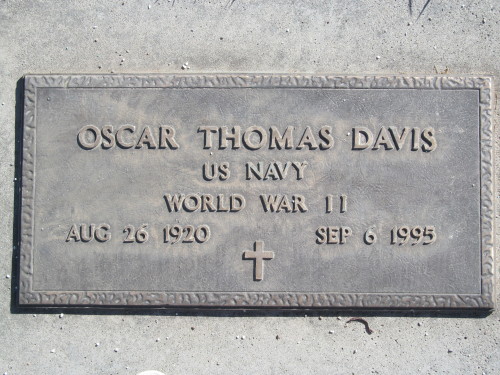 OSCAR THOMAS DAVIS
US NAVY
WORLD WAR II
AUG 26 1920 SEP 6 1995